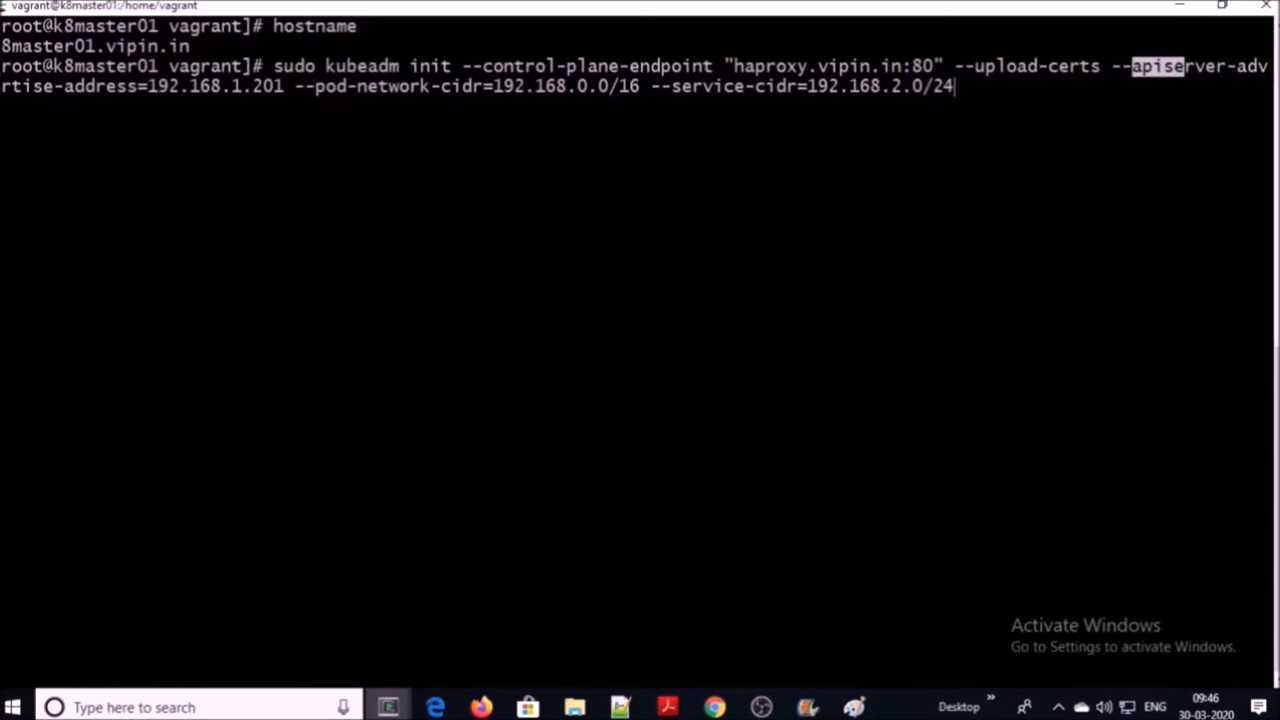 vagrant@k8master01:/home/vagrant
root@k8master01 vagrant]# hostname
8master01.vipin.in
root@k8master01 vagrant]# sudo kubeadm init --control-plane-endpoint "haproxy.vipin.in:80" --upload-certs --apiserver-adv
rtise-address=192.168.1.201 --pod-network-cidr=192.168.0.0/16 --service-cidr=192.168.2.0/24
Activate Windows
Go to Settings to activate Windows.
Type here to search
Desktop
»
ENG
09:46
30-03-2020